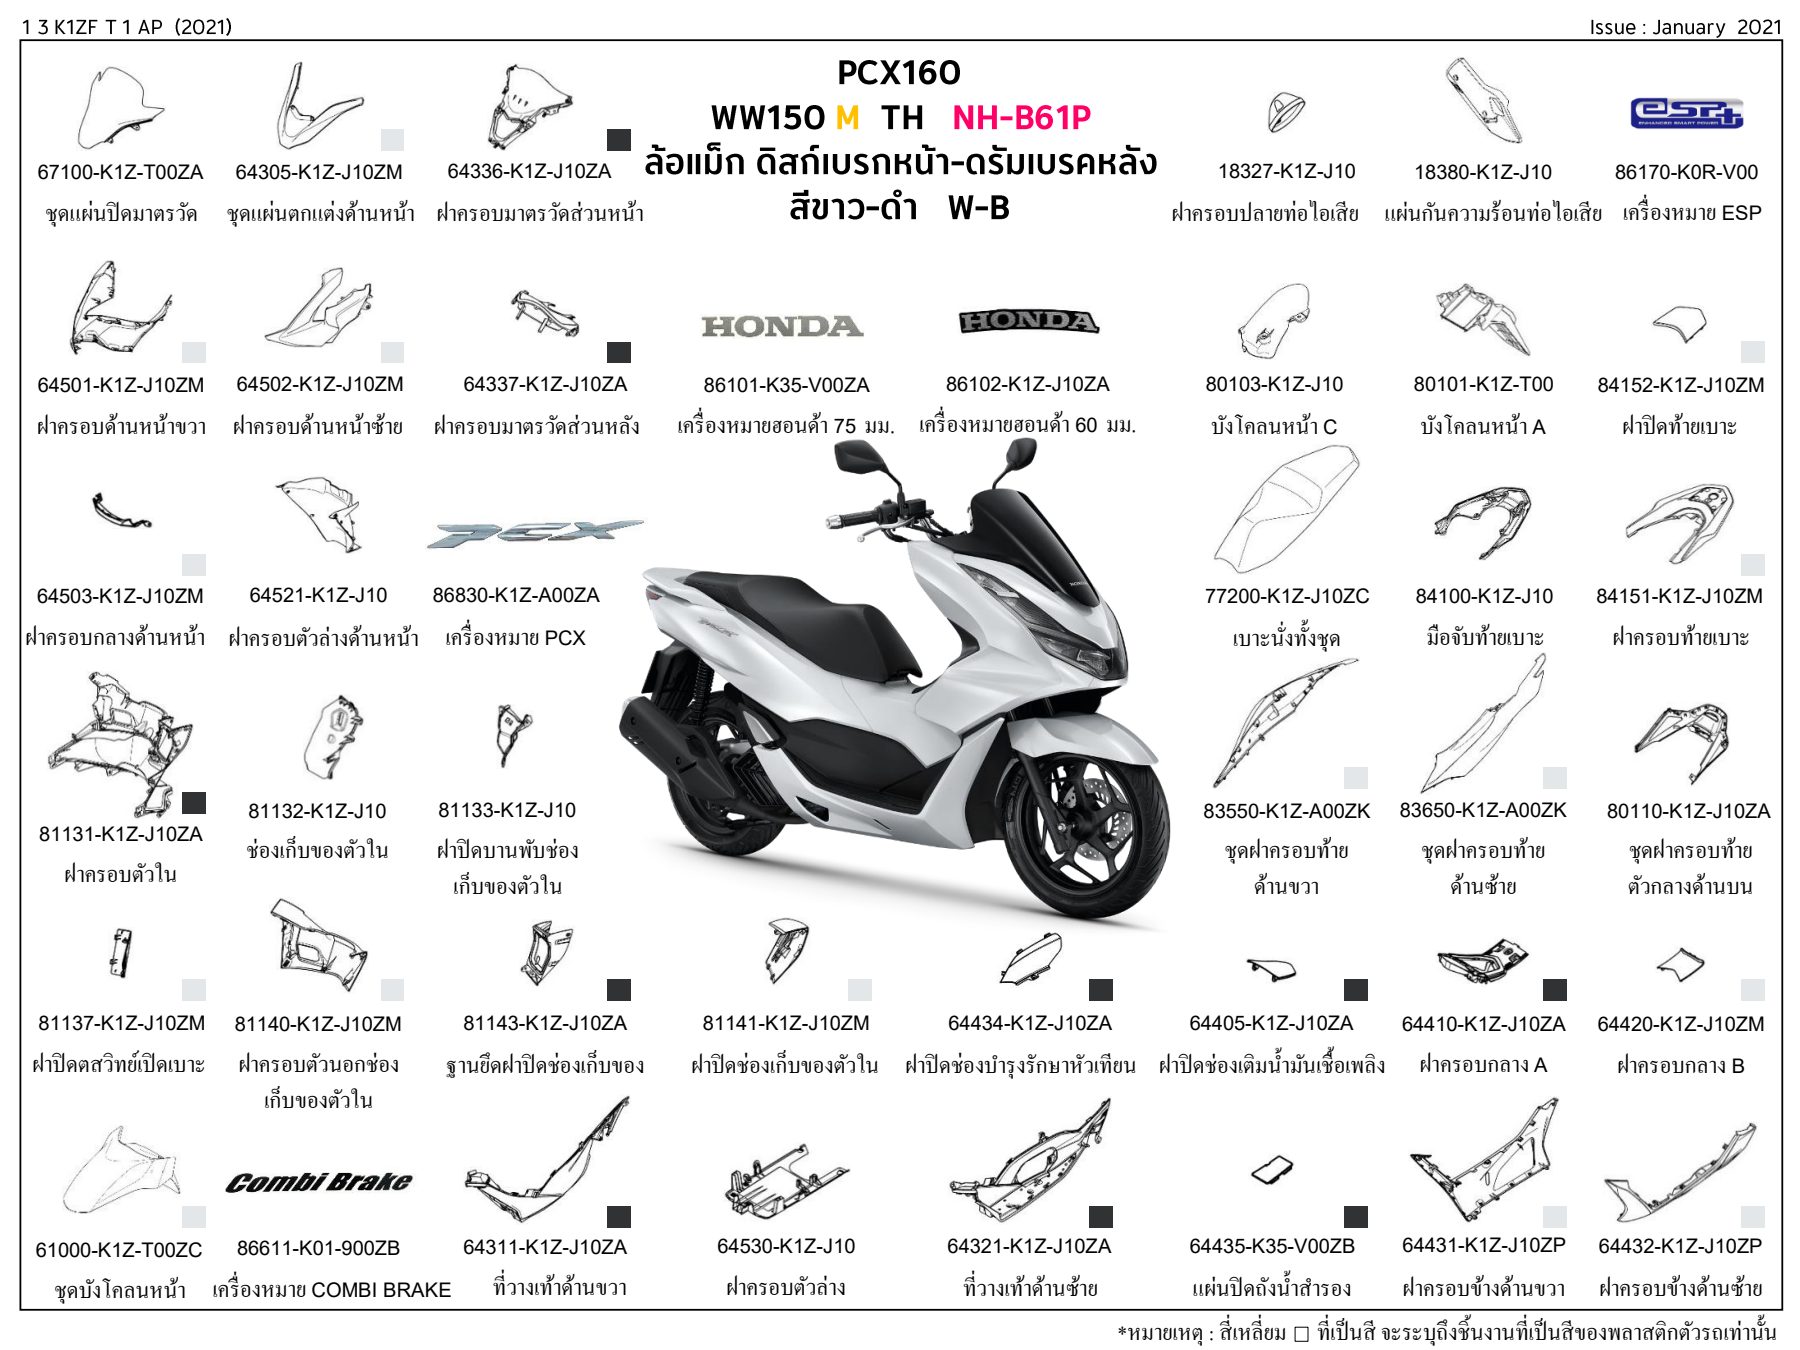 1 3 K1ZF T 1 AP (2021)
Issue : January 2021
PCX160
WW150 M TH NH-B61P
ล้อแม็ก ดิสก์เบรกหน้า-ดรัมเบรคหลัง
สีขาว-ดำ W-B
eSP+
ENHANCED SMART POWER
67100-K1Z-T00ZA
ชุดแผ่นปิดมาตรวัด
64305-K1Z-J10ZM
ชุดแผ่นตกแต่งด้านหน้า
64336-K1Z-J10ZA
ฝาครอบมาตรวัดส่วนหน้า
18327-K1Z-J10
ฝาครอบปลายท่อไอเสีย
18380-K1Z-J10
แผ่นกันความร้อนท่อไอเสีย
86170-K0R-V00
เครื่องหมาย ESP
64501-K1Z-J10ZM
ฝาครอบด้านหน้าขวา
64502-K1Z-J10ZM
ฝาครอบด้านหน้าซ้าย
64337-K1Z-J10ZA
ฝาครอบมาตรวัดส่วนหลัง
HONDA
86101-K35-V00ZA
เครื่องหมายฮอนด้า 75 มม.
HONDA
86102-K1Z-J10ZA
เครื่องหมายฮอนด้า 60 มม.
80103-K1Z-J10
บังโคลนหน้า C
80101-K1Z-T00
บังโคลนหน้า A
84152-K1Z-J10ZM
ฝาปิดท้ายเบาะ
64503-K1Z-J10ZM
ฝาครอบกลางด้านหน้า
64521-K1Z-J10
ฝาครอบตัวล่างด้านหน้า
PCX
86830-K1Z-A00ZA
เครื่องหมาย PCX
HONDA
PCX
77200-K1Z-J10ZC
เบาะนั่งทั้งชุด
84100-K1Z-J10
มือจับท้ายเบาะ
84151-K1Z-J10ZM
ฝาครอบท้ายเบาะ
81131-K1Z-J10ZA
ฝาครอบตัวใน
81132-K1Z-J10
ช่องเก็บของตัวใน
81133-K1Z-J10
ฝาปิดบานพับช่อง
เก็บของตัวใน
83550-K1Z-A00ZK
ชุดฝาครอบท้าย
ด้านขวา
83650-K1Z-A00ZK
ชุดฝาครอบท้าย
ด้านซ้าย
80110-K1Z-J10ZA
ชุดฝาครอบท้าย
ตัวกลางด้านบน
81137-K1Z-J10ZM
ฝาปิดตสวิทย์เปิดเบาะ
81140-K1Z-J10ZM
ฝาครอบตัวนอกช่อง
เก็บของตัวใน
81143-K1Z-J10ZA
ฐานยึดฝาปิดช่องเก็บของ
81141-K1Z-J10ZM
ฝาปิดช่องเก็บของตัวใน
64434-K1Z-J10ZA
ฝาปิดช่องบำรุงรักษาหัวเทียน
64405-K1Z-J10ZA
ฝาปิดช่องเติมน้ำมันเชื้อเพลิง
64410-K1Z-J10ZA
ฝาครอบกลาง A
64420-K1Z-J10ZM
ฝาครอบกลาง B
61000-K1Z-T00ZC
ชุดบังโคลนหน้า
Combi Brake
86611-K01-900ZB
เครื่องหมาย COMBI BRAKE
64311-K1Z-J10ZA
ที่วางเท้าด้านขวา
64530-K1Z-J10
ฝาครอบตัวล่าง
64321-K1Z-J10ZA
ที่วางเท้าด้านซ้าย
64435-K35-V00ZB
แผ่นปิดถังน้ำสำรอง
64431-K1Z-J10ZP
ฝาครอบข้างด้านขวา
64432-K1Z-J10ZP
ฝาครอบข้างด้านซ้าย
*หมายเหตุ : สี่เหลี่ยม □ ที่เป็นสี จะระบุถึงชิ้นงานที่เป็นสีของพลาสติกตัวรถเท่านั้น